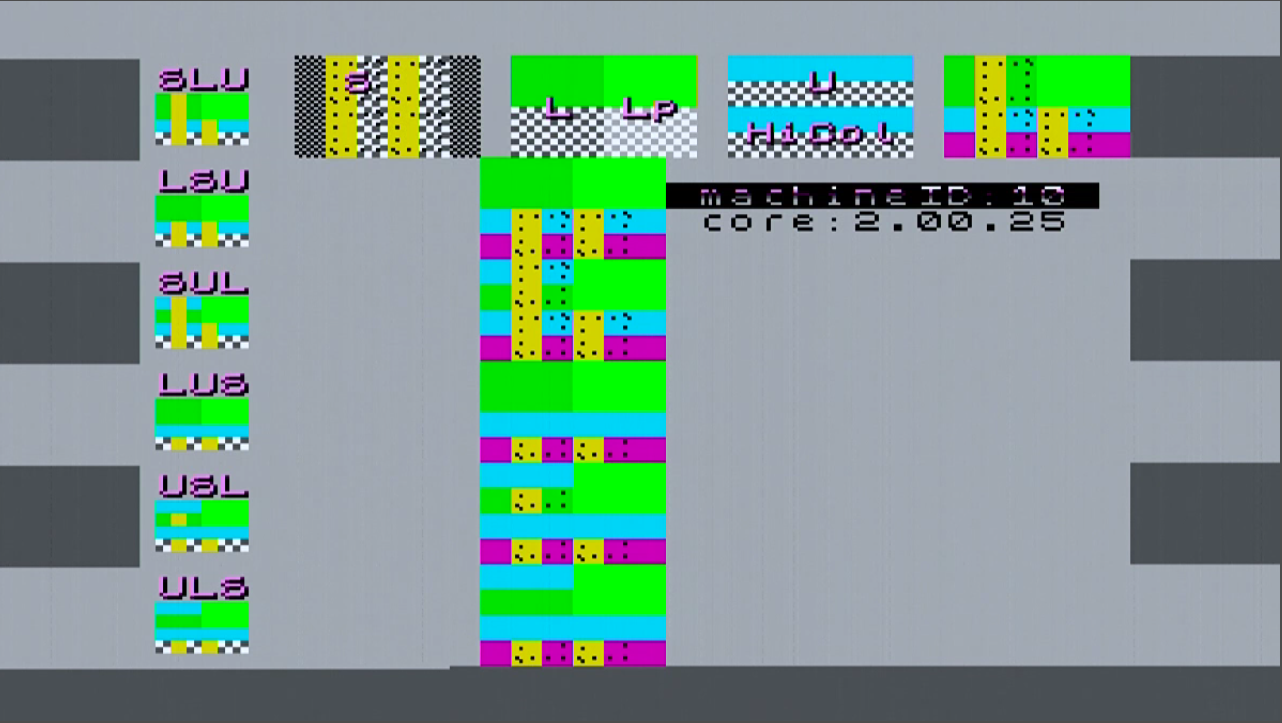 SLU
S
L Lp
U
HiCol
LSU
machineID:10
core:2.00.25
SUL
LUS
USL
ULS